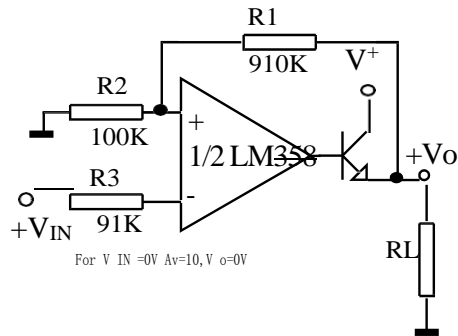 R1
910K
V+
R2
100K
+
1/2 LM358
+Vo
R3
-
91K
+VIN
RL
For V IN =0V Av=10,V o=0V